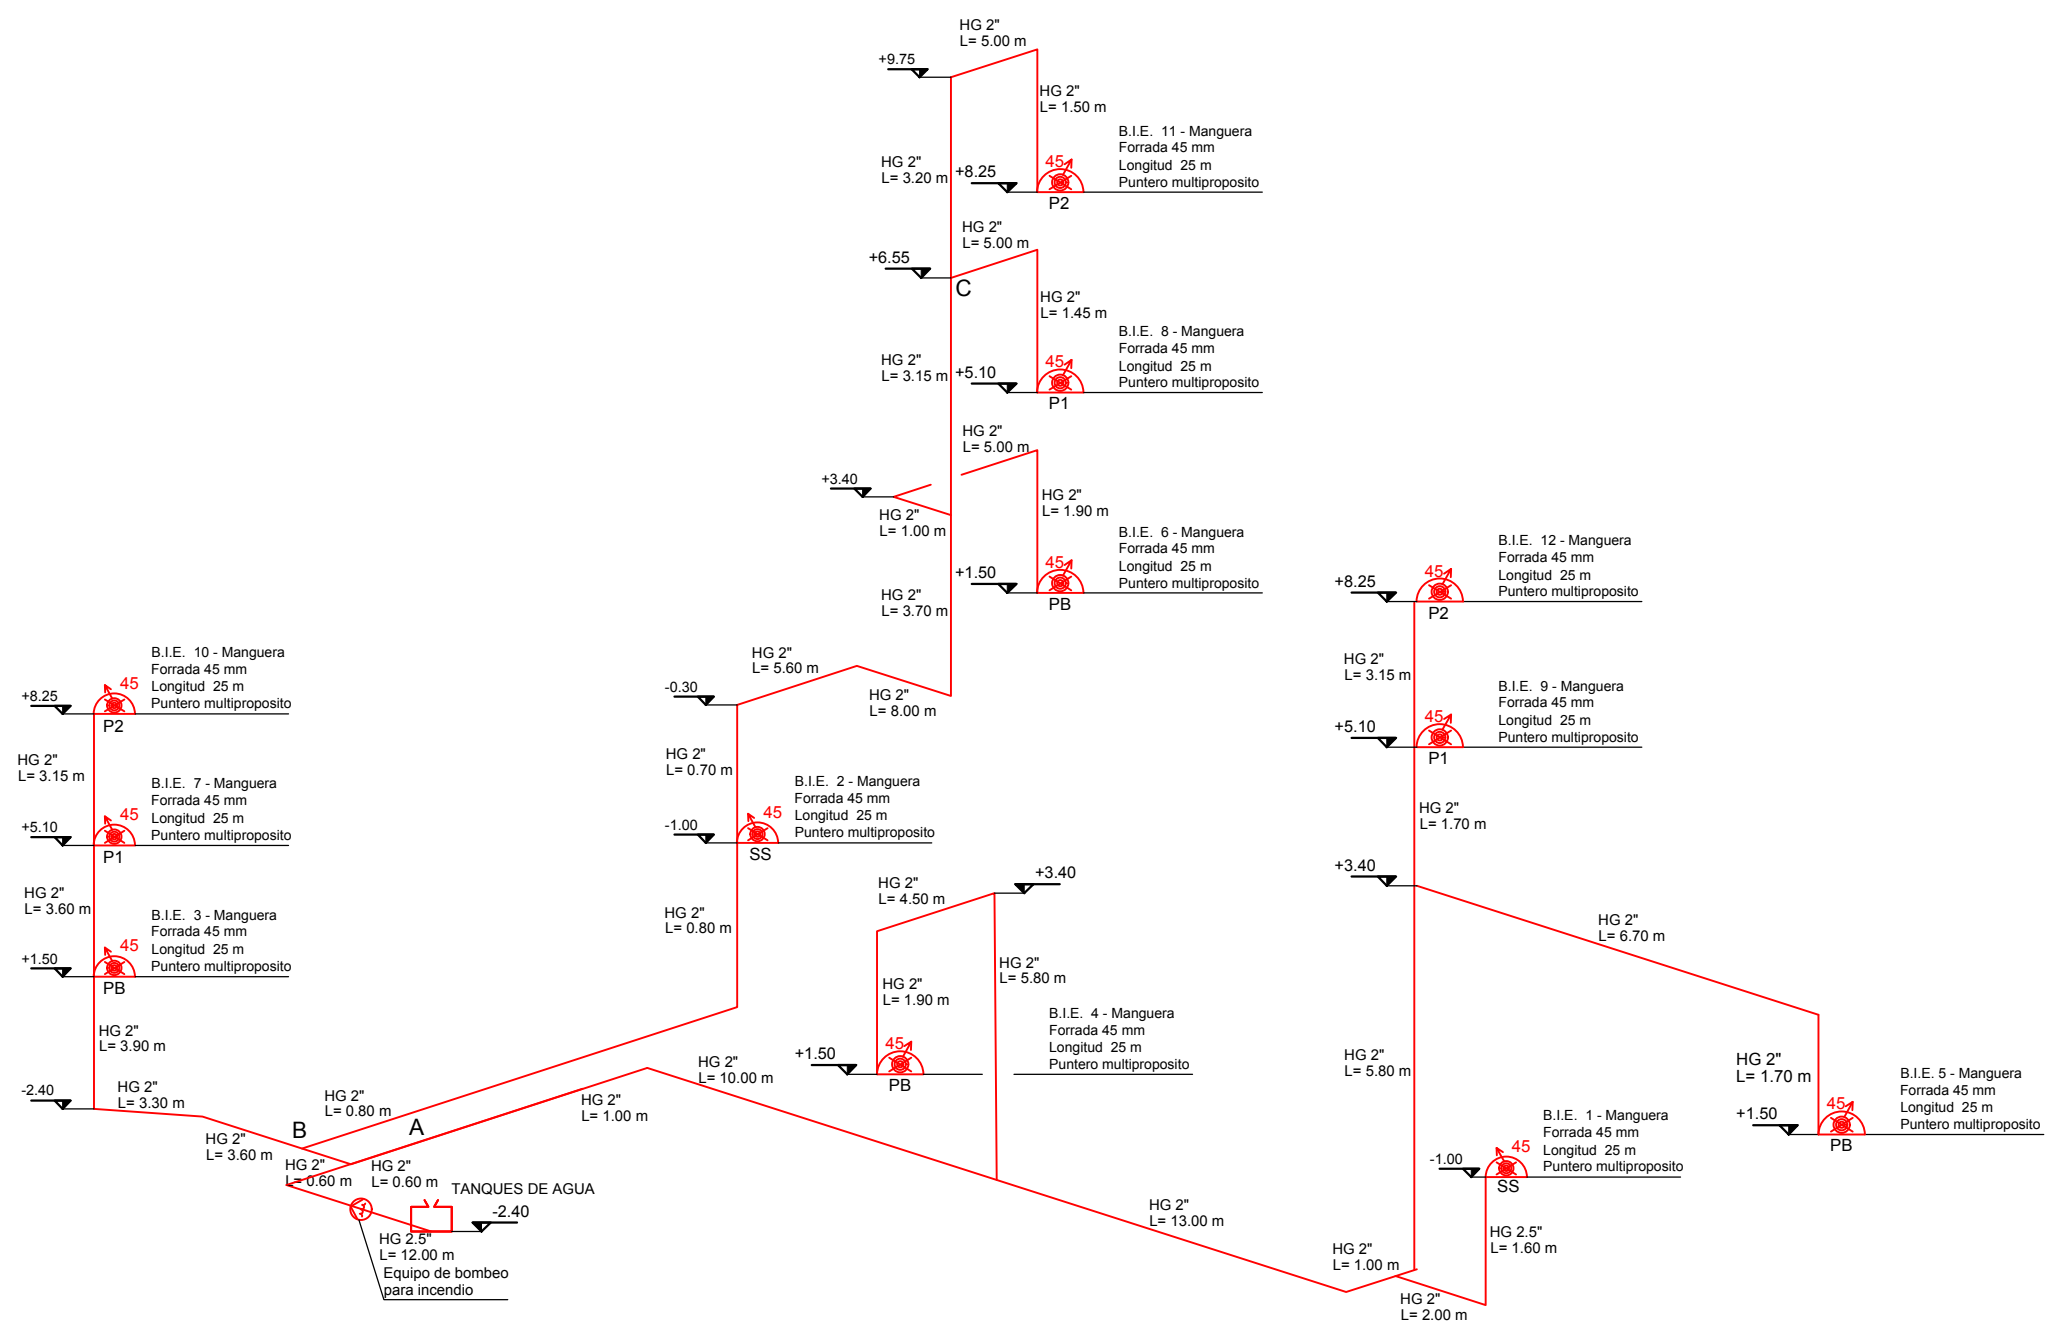 HG 2"
L= 5.00 m
+9.75
HG 2"
L= 1.50 m
B.I.E.  11 - Manguera
Forrada 45 mm
Longitud  25 m
Puntero multiproposito
HG 2"
L= 3.20 m
+8.25
45
P2
HG 2"
L= 5.00 m
+6.55
C
HG 2"
L= 1.45 m
B.I.E.  8 - Manguera
Forrada 45 mm
Longitud  25 m
Puntero multiproposito
HG 2"
L= 3.15 m
+5.10
45
P1
HG 2"
L= 5.00 m
+3.40
HG 2"
L= 1.00 m
HG 2"
L= 1.90 m
B.I.E.  6 - Manguera
Forrada 45 mm
Longitud  25 m
Puntero multiproposito
+1.50
45
PB
HG 2"
L= 3.70 m
B.I.E.  12 - Manguera
Forrada 45 mm
Longitud  25 m
Puntero multiproposito
+8.25
45
P2
HG 2"
L= 3.15 m
B.I.E.  9 - Manguera
Forrada 45 mm
Longitud  25 m
Puntero multiproposito
+5.10
45
P1
HG 2"
L= 1.70 m
+3.40
HG 2"
L= 6.70 m
B.I.E.  10 - Manguera
Forrada 45 mm
Longitud  25 m
Puntero multiproposito
+8.25
45
P2
HG 2"
L= 3.15 m
B.I.E.  7 - Manguera
Forrada 45 mm
Longitud  25 m
Puntero multiproposito
+5.10
45
P1
HG 2"
L= 3.60 m
B.I.E.  3 - Manguera
Forrada 45 mm
Longitud  25 m
Puntero multiproposito
+1.50
45
PB
HG 2"
L= 3.90 m
-2.40
HG 2"
L= 3.30 m
HG 2"
L= 5.60 m
-0.30
HG 2"
L= 8.00 m
HG 2"
L= 0.70 m
B.I.E.  2 - Manguera
Forrada 45 mm
Longitud  25 m
Puntero multiproposito
-1.00
45
SS
HG 2"
L= 0.80 m
HG 2"
L= 4.50 m
+3.40
HG 2"
L= 1.90 m
HG 2"
L= 5.80 m
B.I.E.  4 - Manguera
Forrada 45 mm
Longitud  25 m
Puntero multiproposito
+1.50
45
PB
HG 2"
L= 10.00 m
HG 2"
L= 1.00 m
HG 2"
L= 0.80 m
B
A
HG 2"
L= 3.60 m
HG 2"
L= 0.60 m
HG 2"
L= 0.60 m
TANQUES DE AGUA
-2.40
HG 2.5"
L= 12.00 m
Equipo de bombeo
para incendio
HG 2"
L= 5.80 m
HG 2"
L= 13.00 m
HG 2"
L= 1.00 m
HG 2"
L= 2.00 m
HG 2.5"
L= 1.60 m
B.I.E.  1 - Manguera
Forrada 45 mm
Longitud  25 m
Puntero multiproposito
-1.00
45
SS
HG 2"
L= 1.70 m
B.I.E. 5 - Manguera
Forrada 45 mm
Longitud  25 m
Puntero multiproposito
+1.50
45
PB